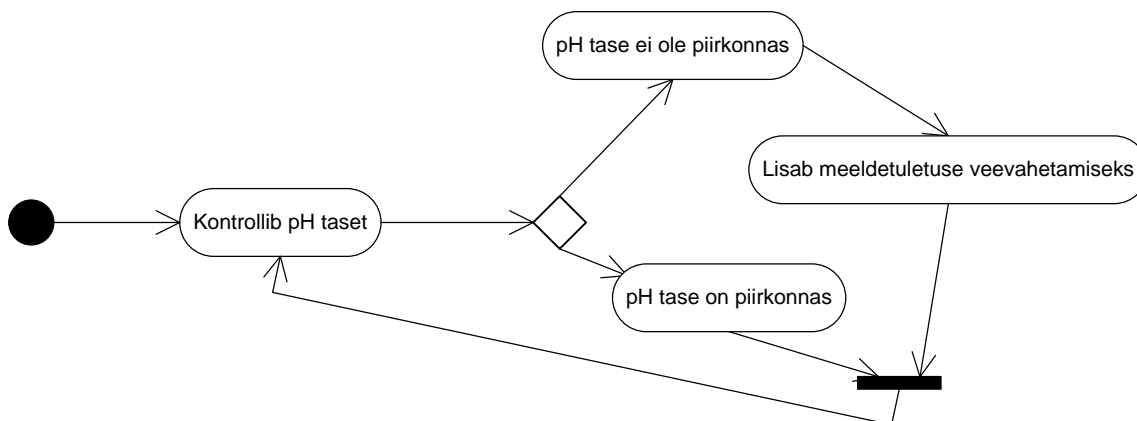 pH tase ei ole piirkonnas
Lisab meeldetuletuse veevahetamiseks
Kontrollib pH taset
pH tase on piirkonnas